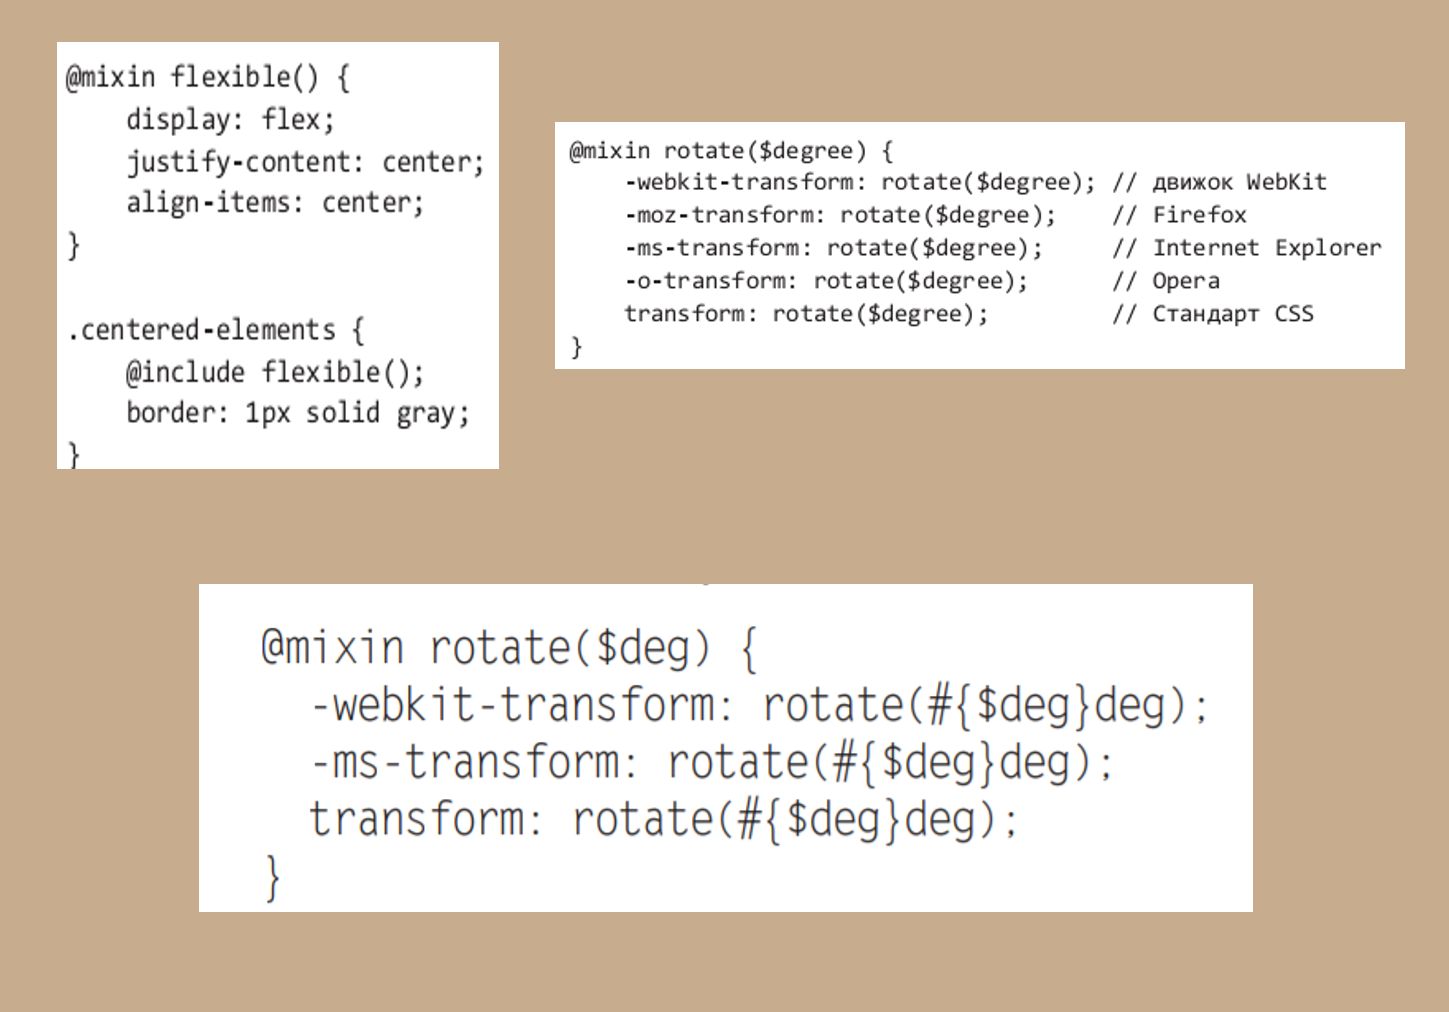 @mixin flexible() {
display: flex;
justify-content: center;
align-items: center;
}
.centered-elements {
@include flexible();
border: 1px solid gray;
}
@mixin rotate($degree) {
-webkit-transform: rotate($degree); // движок WebKit
-moz-transform: rotate($degree); // Firefox
-ms-transform: rotate($degree); // Internet Explorer
-o-transform: rotate($degree); // Opera
transform: rotate($degree); // Стандарт CSS
}
@mixin rotate($deg) {
-webkit-transform: rotate(#{$deg}deg);
-ms-transform: rotate(#{$deg}deg);
transform: rotate(#{$deg}deg);
}